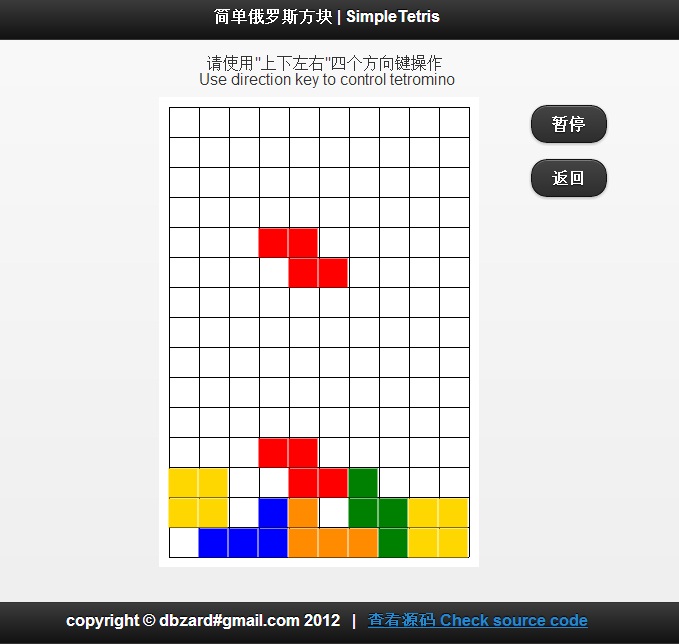 简单俄罗斯方块 | SimpleTetris
请使用"上下左右"四个方向键操作
Use direction key to control tetromino
暂停
返回
copyright © dbzard#gmail.com 2012 | 查看源码 Check source code